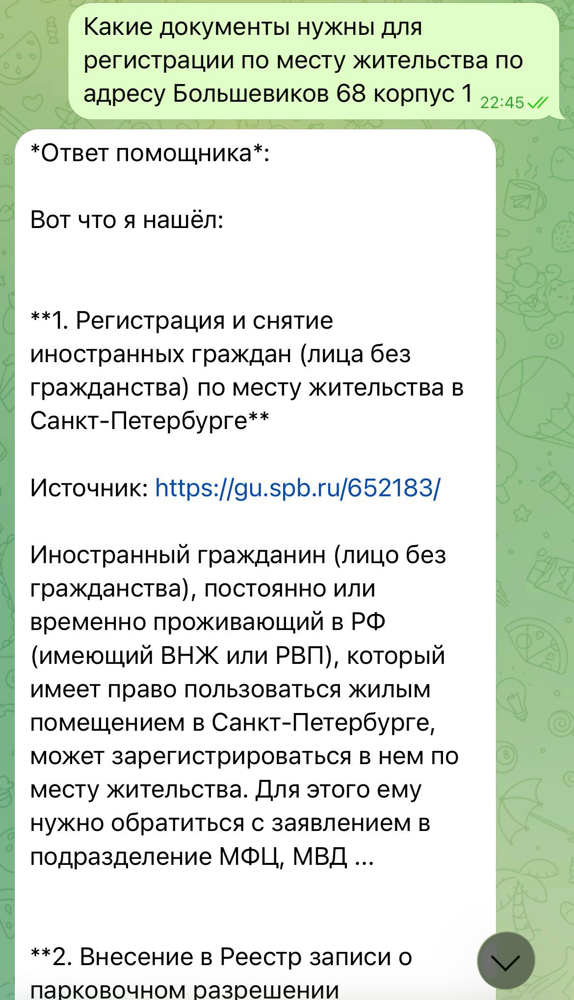 Какие документы нужны для
регистрации по месту жительства по
адресу Большевиков 68 корпус 1 22:45
*Ответ помощника*:
Вот что я нашёл:
**1. Регистрация и снятие
иностранных граждан (лица без
гражданства) по месту жительства в
Санкт-Петербурге**
Источник: https://gu.spb.ru/652183/
Иностранный гражданин (лицо без
гражданства), постоянно или
временно проживающий в РФ
(имеющий ВНЖ или РВП), который
имеет право пользоваться жилым
помещением в Санкт-Петербурге,
может зарегистрироваться в нем по
месту жительства. Для этого ему
нужно обратиться с заявлением в
подразделение МФЦ, МВД ...
**2. Внесение в Реестр записи о
парковочном разрешении